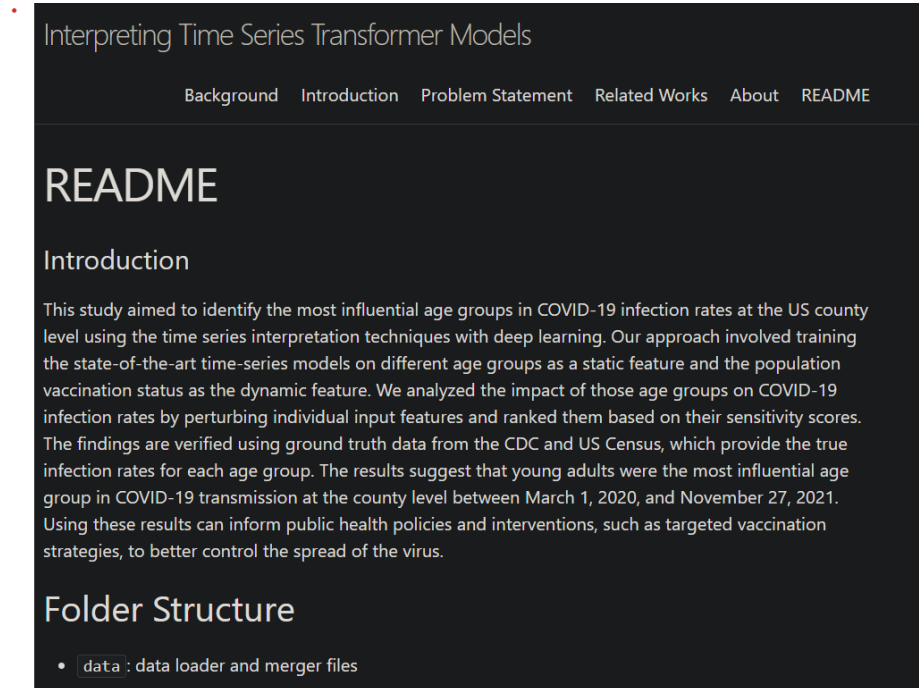 Interpreting Time Series Transformer Models
Background Introduction Problem Statement Related Works About README
README
Introduction
This study aimed to identify the most influential age groups in COVID-19 infection rates at the US county
level using the time series interpretation techniques with deep learning. Our approach involved training
the state-of-the-art time-series models on different age groups as a static feature and the population
vaccination status as the dynamic feature. We analyzed the impact of those age groups on COVID-19
infection rates by perturbing individual input features and ranked them based on their sensitivity scores.
The findings are verified using ground truth data from the CDC and US Census, which provide the true
infection rates for each age group. The results suggest that young adults were the most influential age
group in COVID-19 transmission at the county level between March 1, 2020, and November 27, 2021.
Using these results can inform public health policies and interventions, such as targeted vaccination
strategies, to better control the spread of the virus.
Folder Structure
• data : data loader and merger files